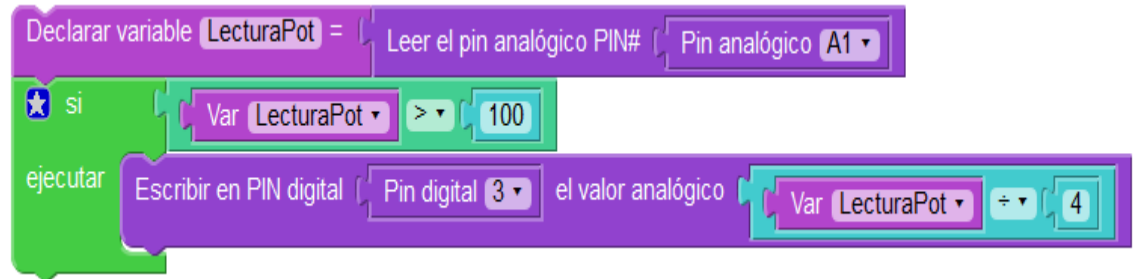 Declarar variable LecturaPot = Leer el pin analógico PIN# Pin analógico A1
si Var LecturaPot > 100
ejecutar Escribir en PIN digital Pin digital 3 el valor analógico Var LecturaPot ÷ 4